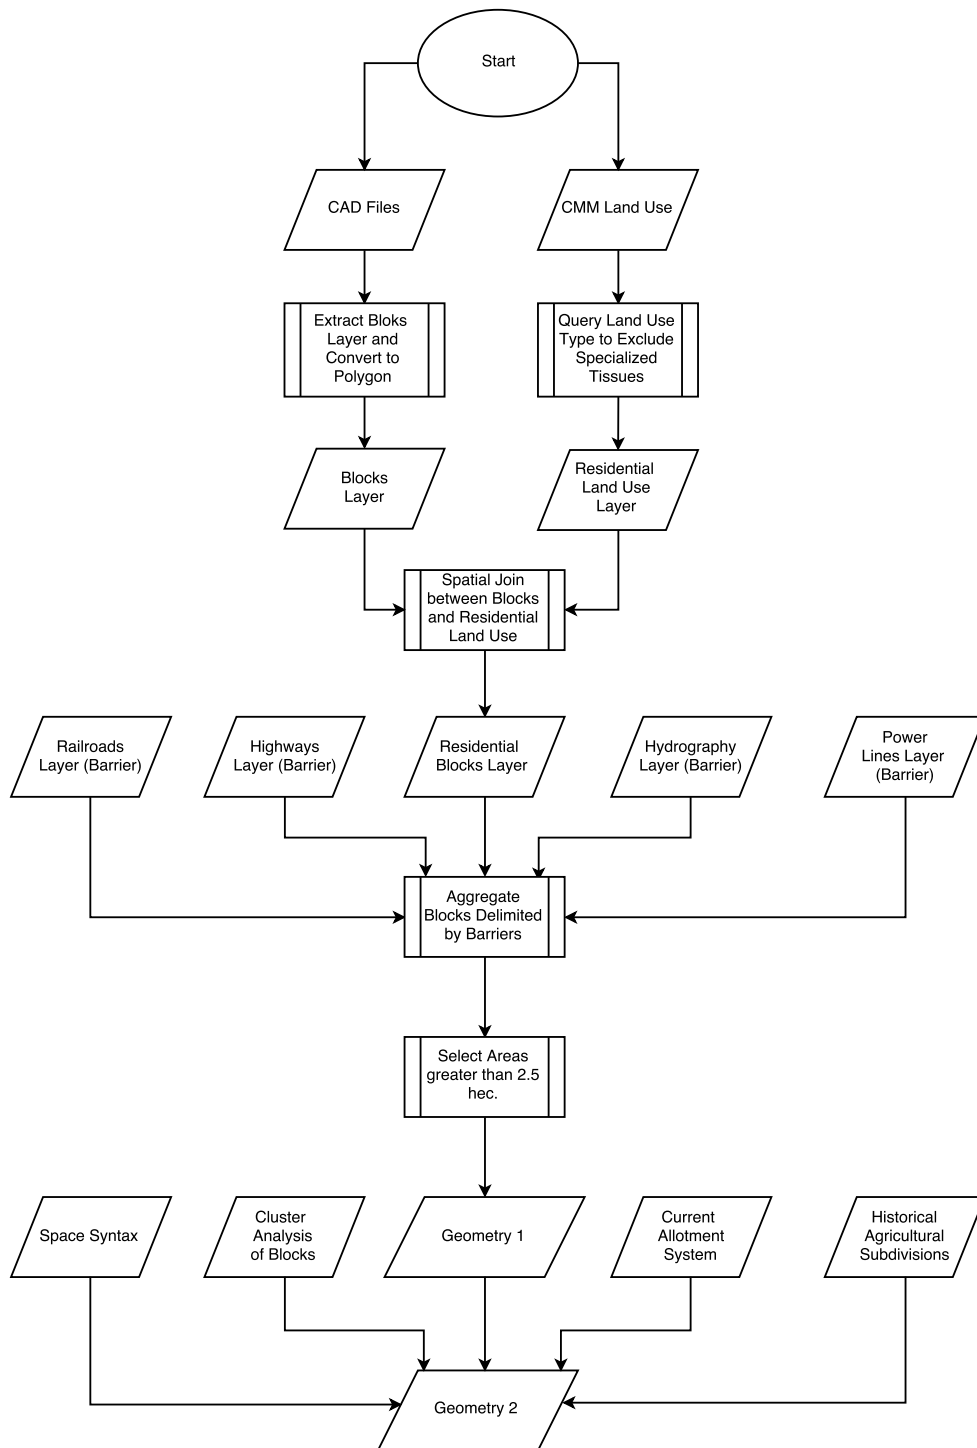 Start
CAD Files
CMM Land Use
Extract Bloks
Layer and
Convert to
Polygon
Query Land Use
Type to Exclude
Specialized
Tissues
Blocks
Layer
Residential
Land Use
Layer
Spatial Join
between Blocks
and Residential
Land Use
Railroads
Layer (Barrier)
Highways
Layer (Barrier)
Residential
Blocks Layer
Hydrography
Layer (Barrier)
Power
Lines Layer
(Barrier)
Aggregate
Blocks Delimited
by Barriers
Select Areas
greater than 2.5
hec.
Space Syntax
Cluster
Analysis
of Blocks
Geometry 1
Current
Allotment
System
Historical
Agricultural
Subdivisions
Geometry 2